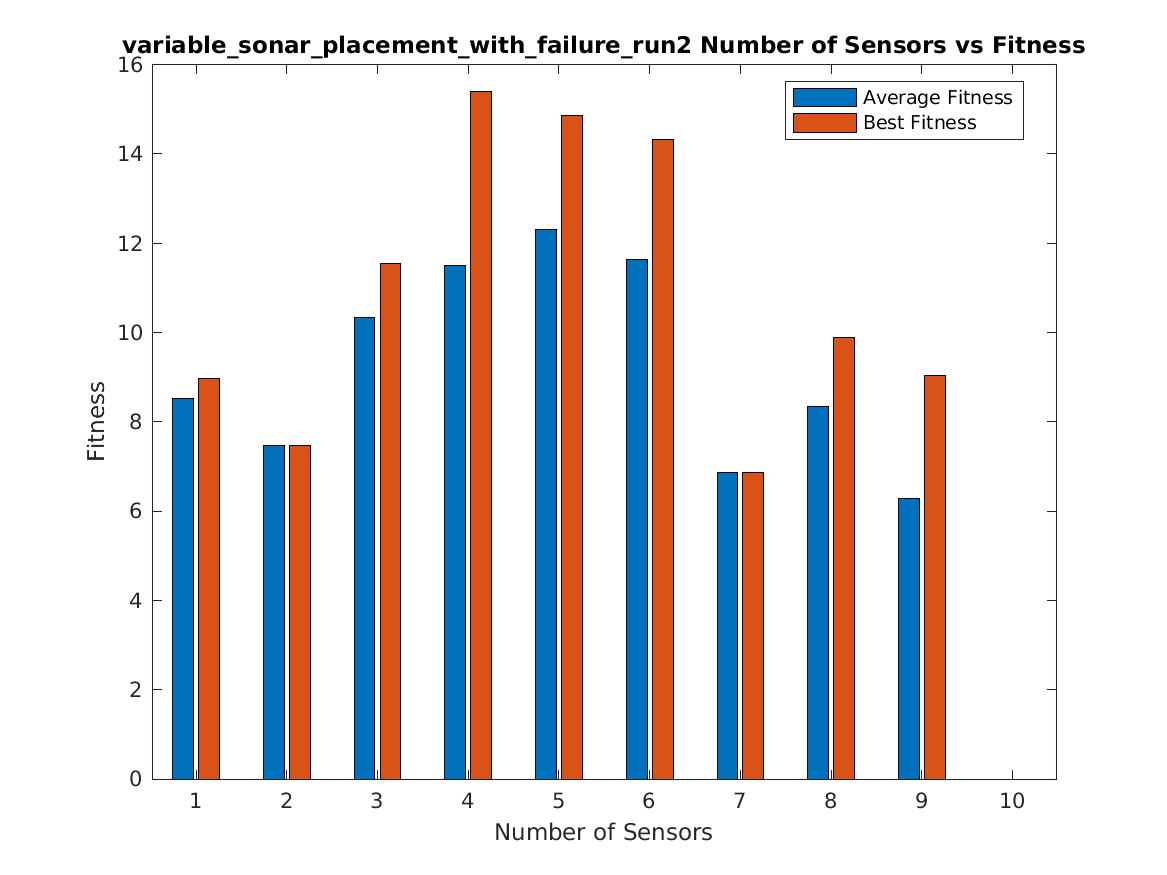 variable_sonar_placement_with_failure_run2 Number of Sensors vs Fitness
16
14
12
10
8
6
4
2
0
Fitness
Average Fitness
Best Fitness
1 2 3 4 5 6 7 8 9 10
Number of Sensors